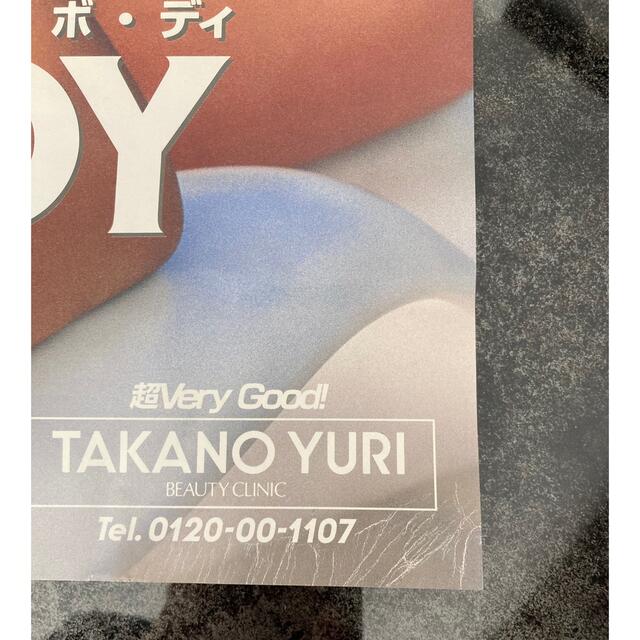 ボ・ディ
DY
超Very Good!
TAKANO YURI
BEAUTY CLINIC
Tel. 0120-00-1107